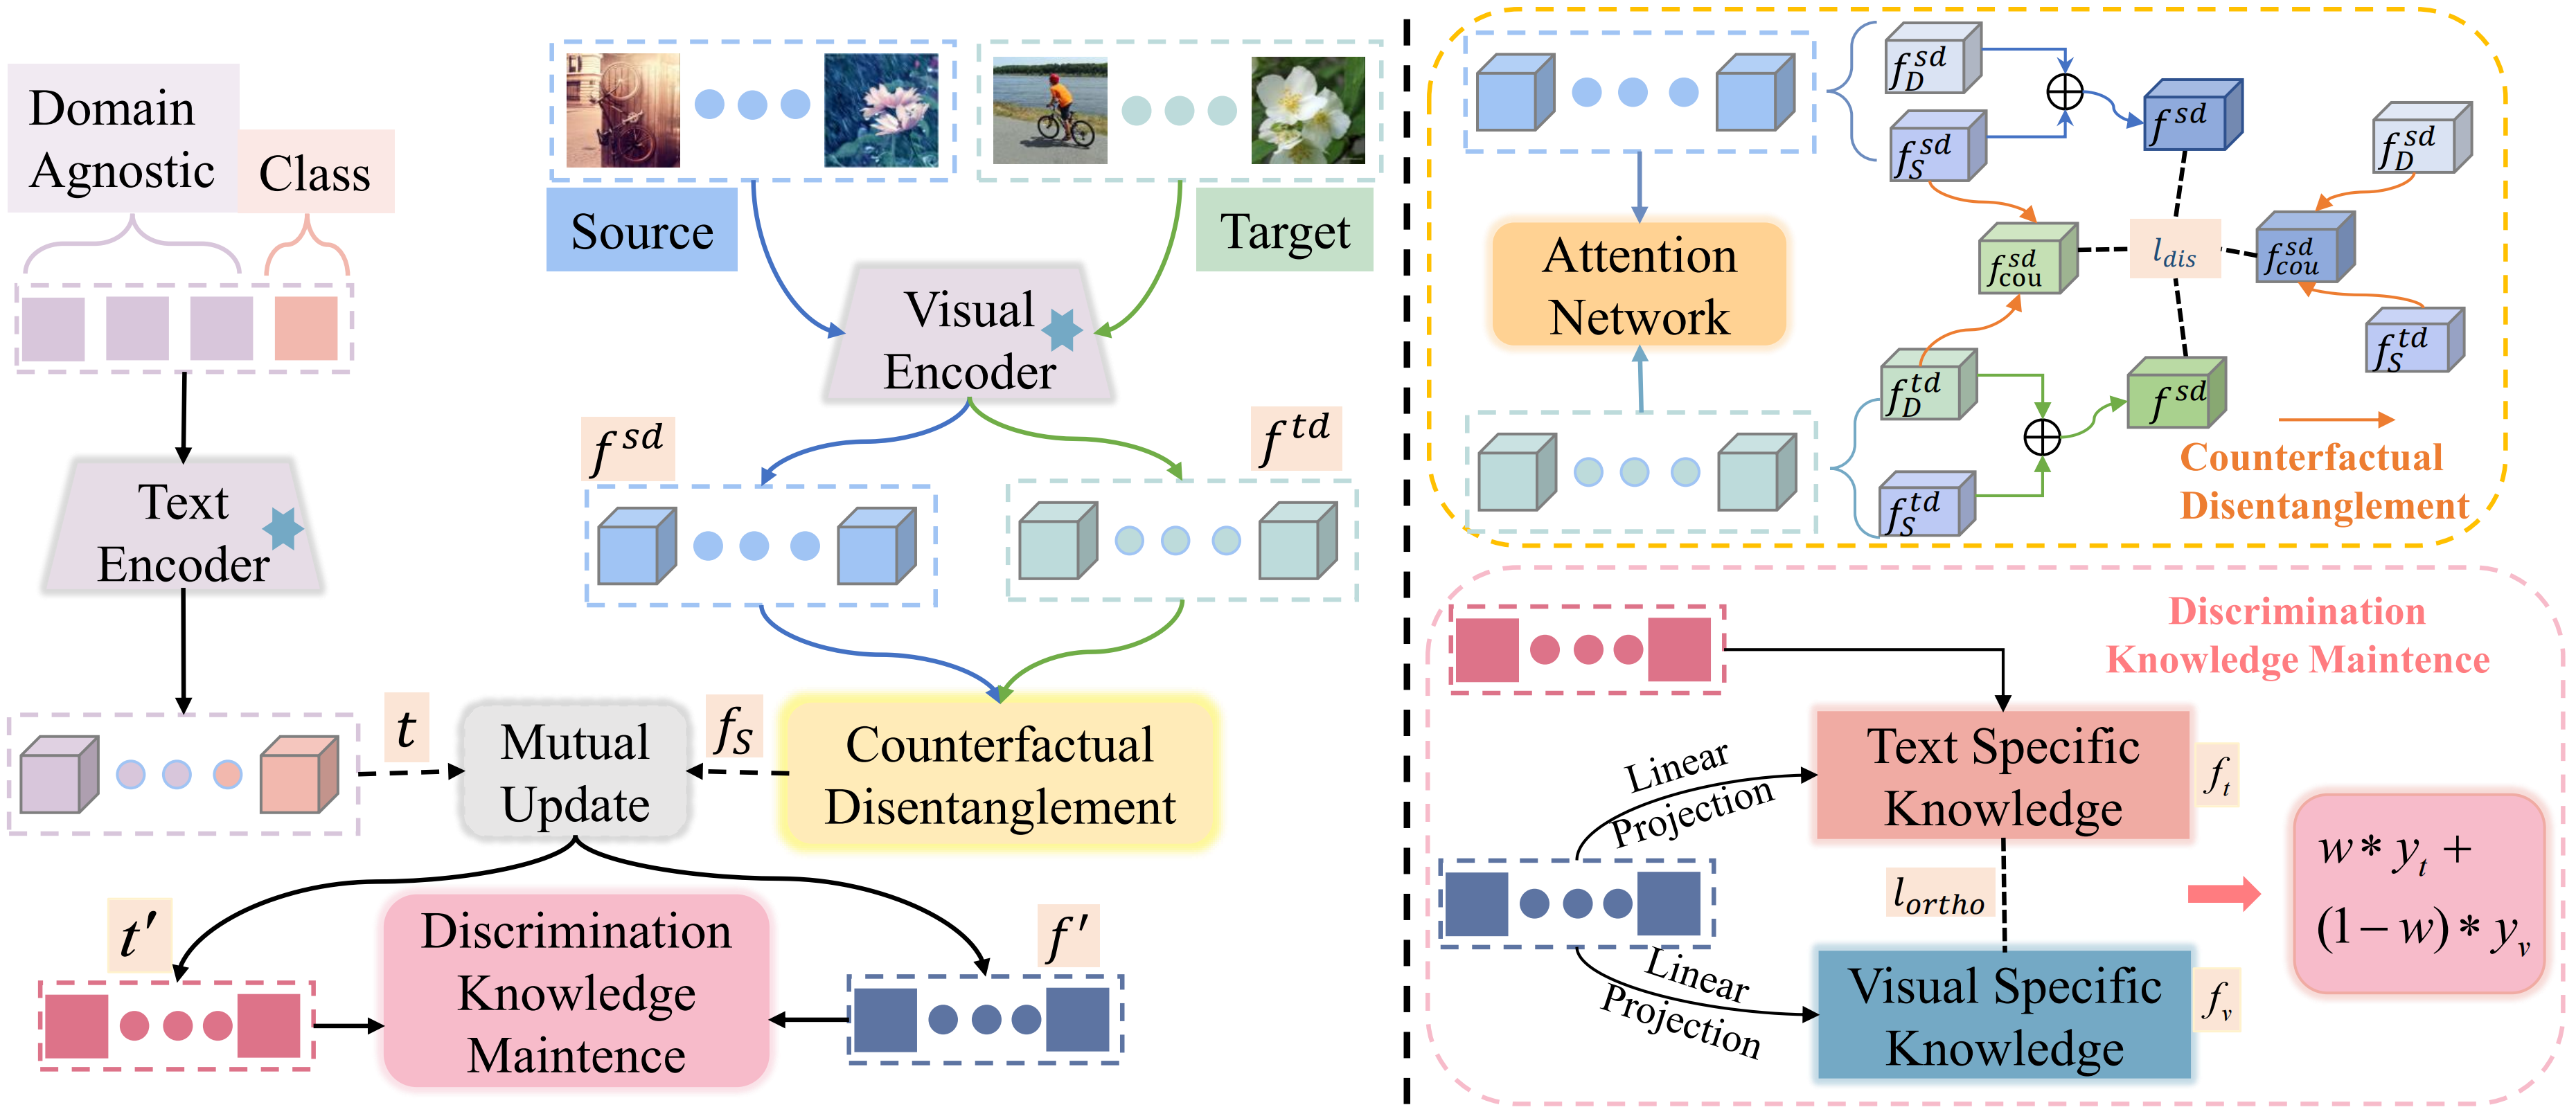 Domain
Agnostic
Class
Source
Target
Visual
Encoder
f^{sd}
f^{td}
Text
Encoder
t
Mutual
Update
f_S
Counterfactual
Disentanglement
t'
Discrimination
Knowledge
Maintence
f'
f_D^{sd}
f_S^{sd}
f^{sd}
f_D^{sd}
Attention
Network
f_{cou}^{sd}
l_{dis}
f_{cou}^{sd}
f_S^{td}
f_D^{td}
f^{sd}
f_S^{td}
Counterfactual
Disentanglement
Discrimination
Knowledge Maintence
Linear
Projection
Text Specific
Knowledge
f_t
l_{ortho}
w * y_t +
(1 − w) * y_v
Linear
Projection
Visual Specific
Knowledge
f_v